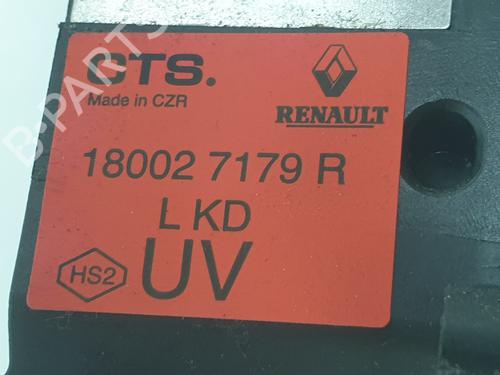 CTS.
Made in CZR
RENAULT
18002 7179 R
L KD
HS2
UV
B-PARTS